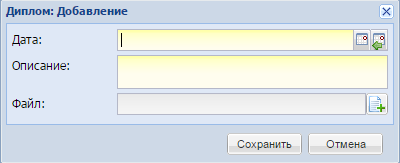 Диплом: Добавление
Дата:
Описание:
Файл:
Сохранить Отмена